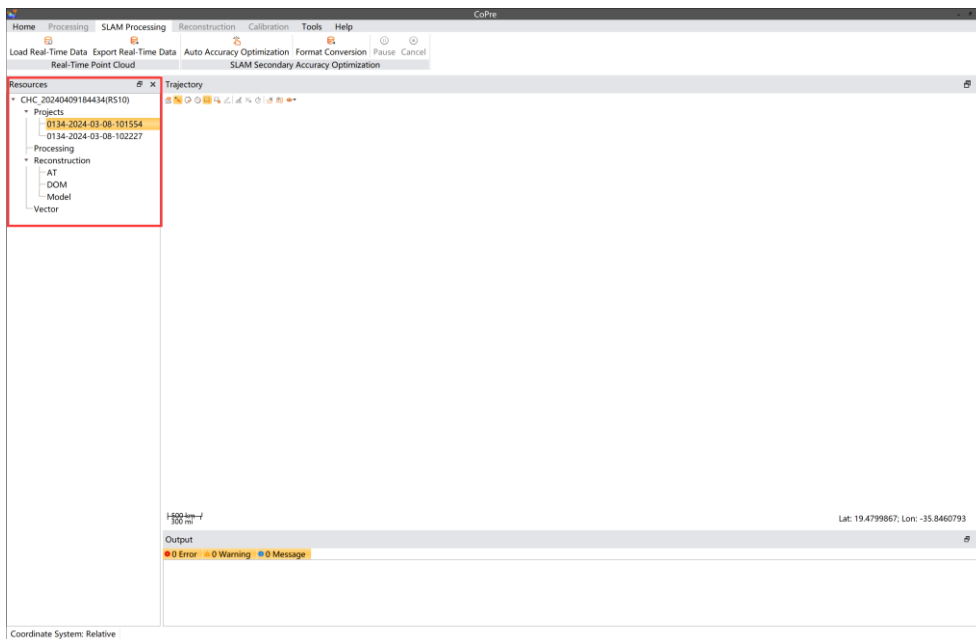 CoPre
Home Processing SLAM Processing Reconstruction Calibration Tools Help
Load Real-Time Data Export Real-Time Data Auto Accuracy Optimization Format Conversion Pause Cancel
Real-Time Point Cloud SLAM Secondary Accuracy Optimization
Resources Trajectory
CHC_20240409184434(RS10)
Projects
0134-2024-03-08-101554
0134-2024-03-08-102227
Processing
Reconstruction
AT
DOM
Model
Vector
500 km
300 mi
Lat: 19.4799867; Lon: -35.8460793
Output
0 Error 0 Warning 0 Message
Coordinate System: Relative